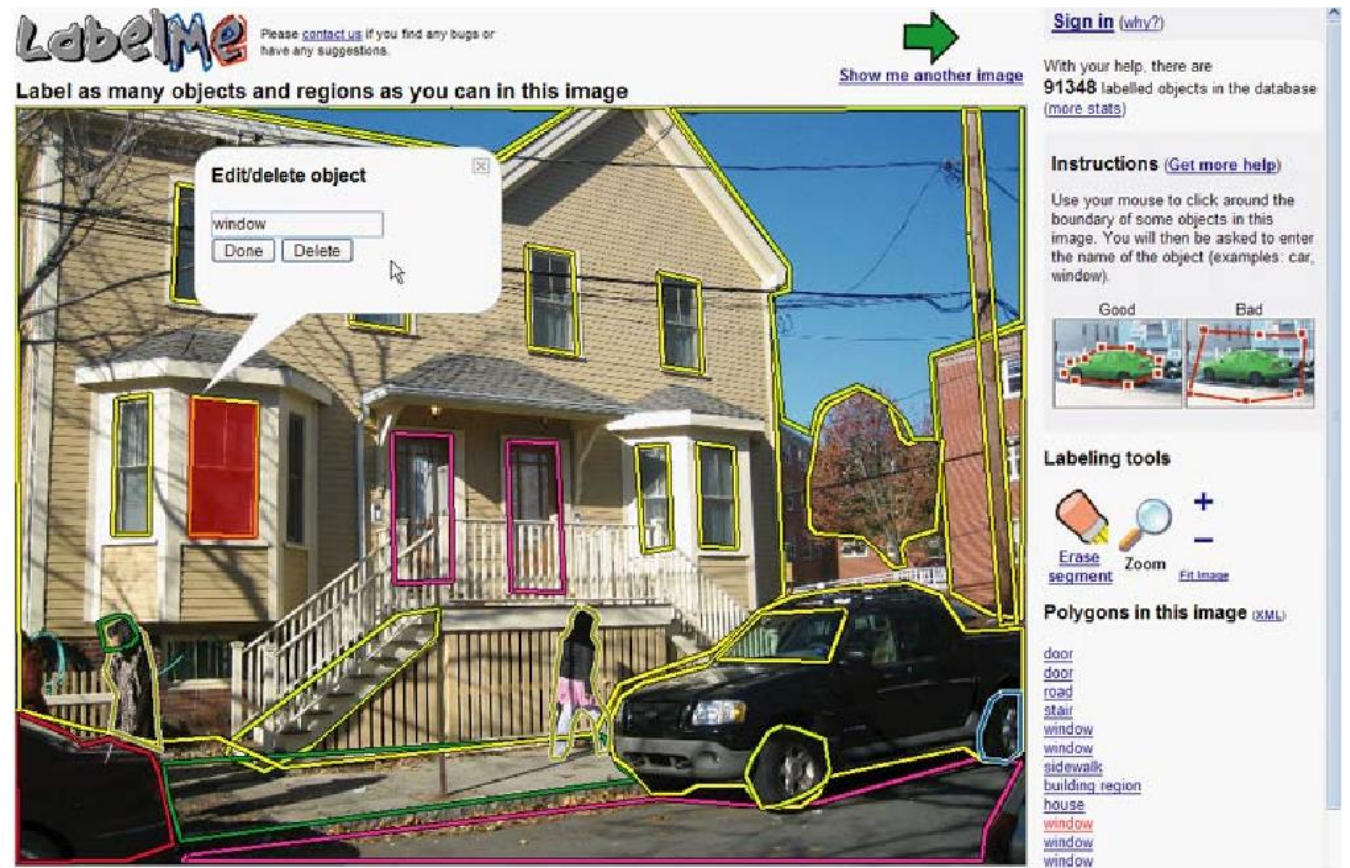 LabelMe
Please contact us if you find any bugs or
have any suggestions.
Show me another image
Label as many objects and regions as you can in this image
Edit/delete object
window
Done Delete
Sign in (why?)
With your help, there are
91348 labelled objects in the database
(more stats)
Instructions (Get more help)
Use your mouse to click around the
boundary of some objects in this
image. You will then be asked to enter
the name of the object (examples: car,
window).
Good Bad
Labeling tools
Erase
segment
Zoom
+
−
Fit Image
Polygons in this image (XML)
door
door
road
stair
window
window
sidewalk
building region
house
window
window
window